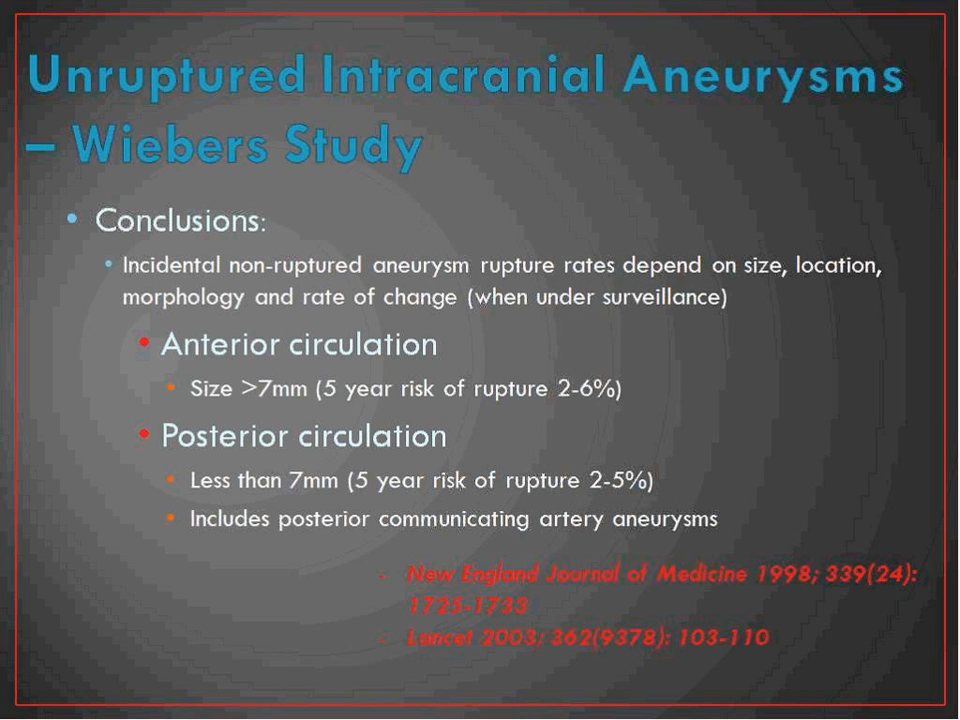 Unruptured Intracranial Aneurysms
– Wiebers Study
• Conclusions:
• Incidental non-ruptured aneurysm rupture rates depend on size, location,
morphology and rate of change (when under surveillance)
• Anterior circulation
• Size >7mm (5 year risk of rupture 2-6%)
• Posterior circulation
• Less than 7mm (5 year risk of rupture 2-5%)
• Includes posterior communicating artery aneurysms
- New England Journal of Medicine 1998; 339(24):
1725-1733
- Lancet 2003; 362(9378): 103-110